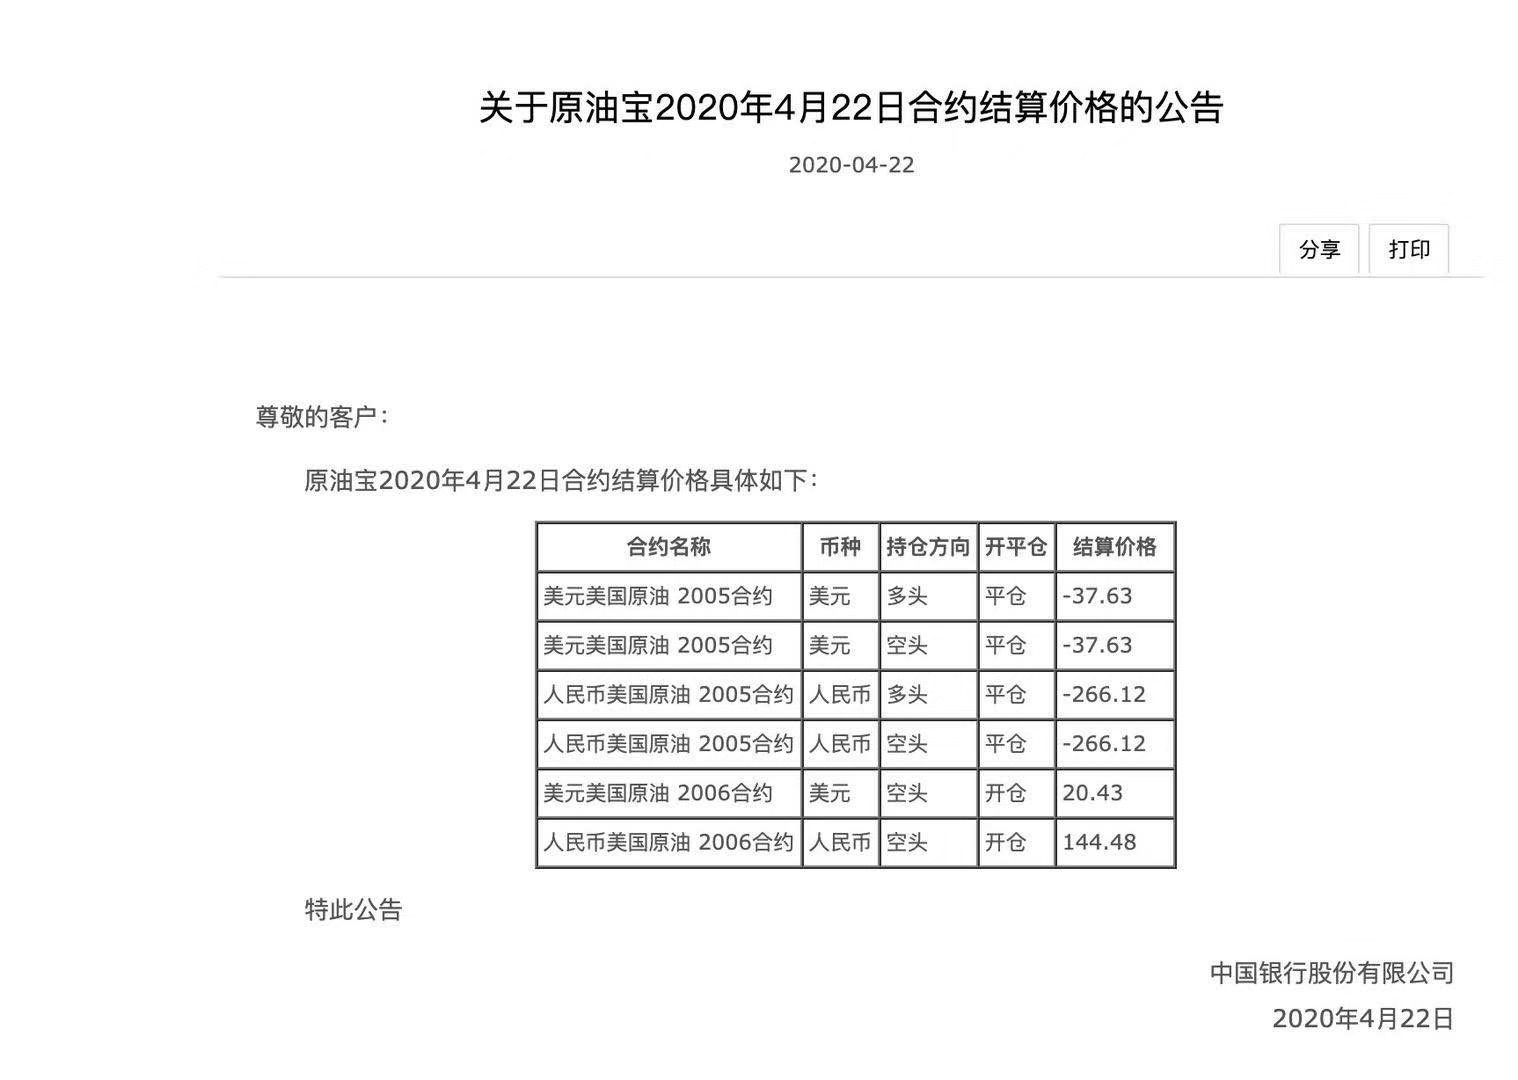 关于原油宝2020年4月22日合约结算价格的公告
2020-04-22
分享 打印
尊敬的客户：
原油宝2020年4月22日合约结算价格具体如下：
合约名称 币种 持仓方向 开平仓 结算价格
美元美国原油 2005合约 美元 多头 平仓 -37.63
美元美国原油 2005合约 美元 空头 平仓 -37.63
人民币美国原油 2005合约 人民币 多头 平仓 -266.12
人民币美国原油 2005合约 人民币 空头 平仓 -266.12
美元美国原油 2006合约 美元 空头 开仓 20.43
人民币美国原油 2006合约 人民币 空头 开仓 144.48
特此公告
中国银行股份有限公司
2020年4月22日